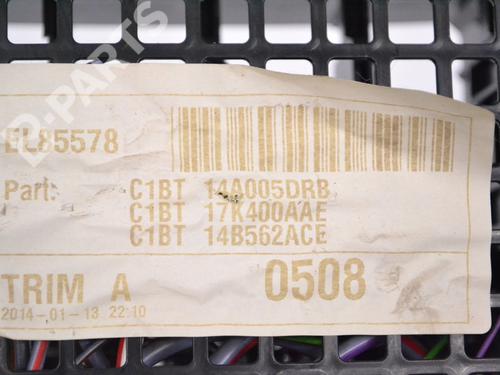 B-PARTS
EL85578
Part: C1BT 14A005DRB
C1BT 17K400AAE
C1BT 14B562ACE
TRIM A 0508
2014-01-13 22:10